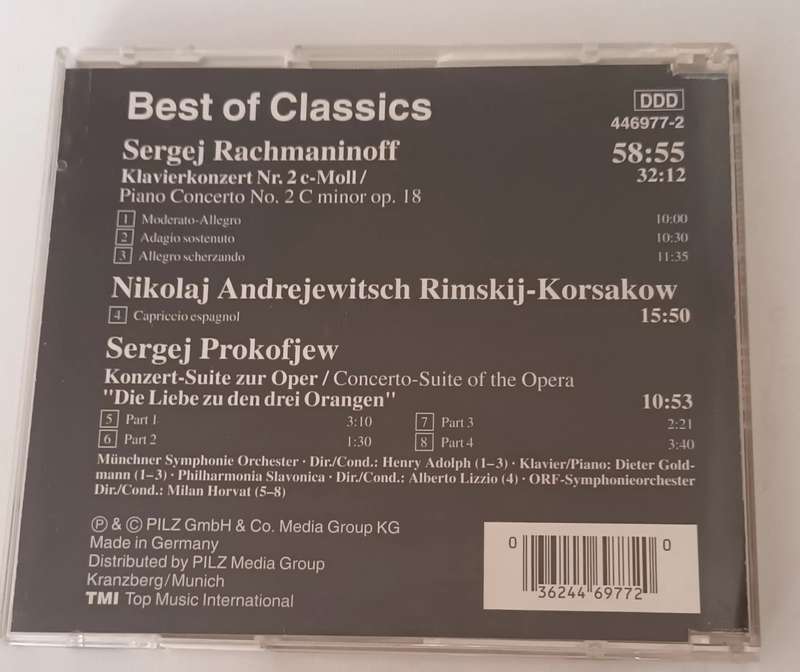 Best of Classics
DDD
446977-2
Sergej Rachmaninoff 58:55
Klavierkonzert Nr. 2 c-Moll / 32:12
Piano Concerto No. 2 C minor op. 18
1 Moderato-Allegro 10:00
2 Adagio sostenuto 10:30
3 Allegro scherzando 11:35
Nikolaj Andrejewitsch Rimskij-Korsakow
4 Capriccio espagnol 15:50
Sergej Prokofjew
Konzert-Suite zur Oper / Concerto-Suite of the Opera
"Die Liebe zu den drei Orangen" 10:53
5 Part 1 3:10 7 Part 3 2:21
6 Part 2 1:30 8 Part 4 3:40
Münchner Symphonie Orchester · Dir./Cond.: Henry Adolph (1–3) · Klavier/Piano: Dieter Gold-
mann (1–3) · Philharmonia Slavonica · Dir./Cond.: Alberto Lizzio (4) · ORF-Symphonieorchester
Dir./Cond.: Milan Horvat (5–8)
℗ & © PILZ GmbH & Co. Media Group KG
Made in Germany
Distributed by PILZ Media Group
Kranzberg/Munich
TMI Top Music International
0 36244 69772 0